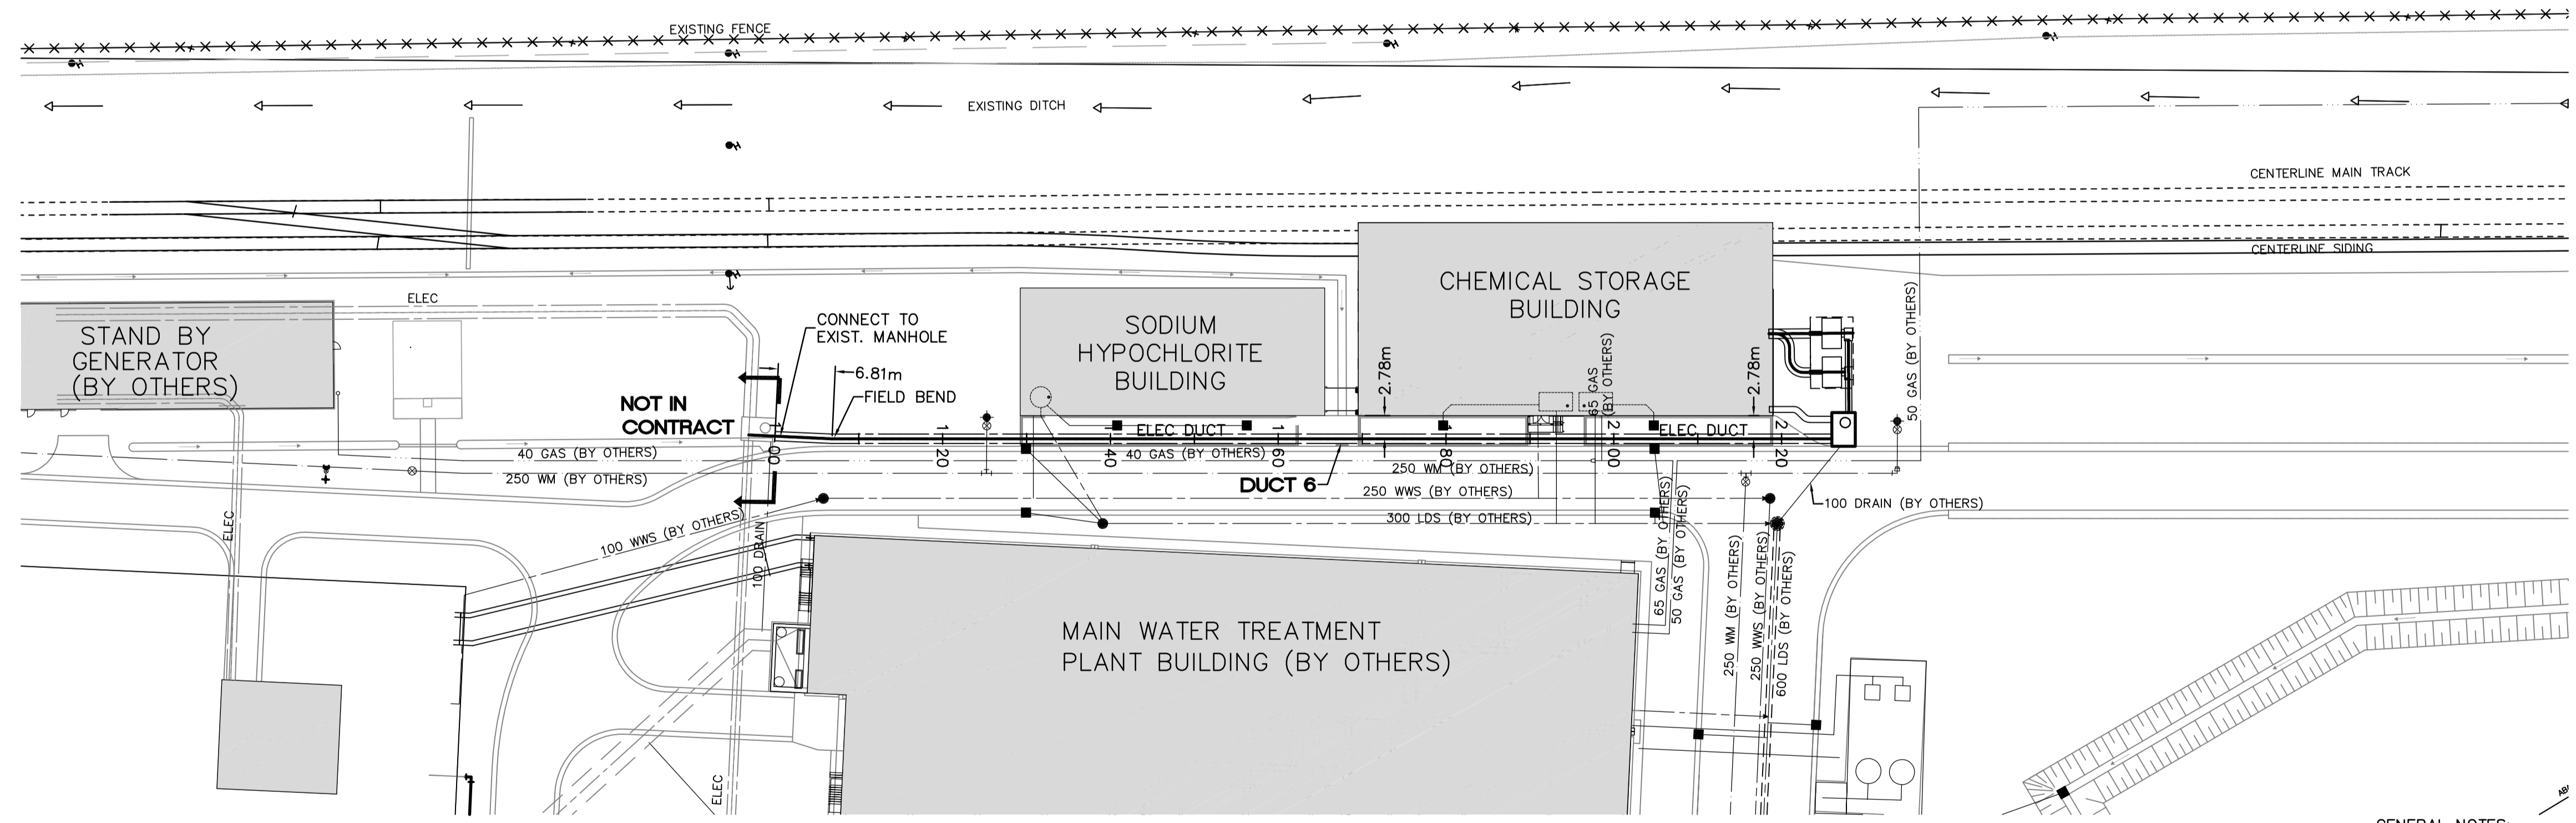 EXISTING FENCE
EXISTING DITCH
CENTERLINE MAIN TRACK
CENTERLINE SIDING
STAND BY
GENERATOR
(BY OTHERS)
ELEC
CONNECT TO
EXIST. MANHOLE
6.81m
FIELD BEND
NOT IN
CONTRACT
SODIUM
HYPOCHLORITE
BUILDING
CHEMICAL STORAGE
BUILDING
65 GAS
(BY OTHERS)
2.78m
2.78m
50 GAS (BY OTHERS)
ELEC DUCT
ELEC DUCT
1+20
1+40
1+60
1+80
2+00
2+20
40 GAS (BY OTHERS)
40 GAS (BY OTHERS)
250 WM (BY OTHERS)
250 WM (BY OTHERS)
DUCT 6
250 WWS (BY OTHERS)
300 LDS (BY OTHERS)
100 DRAIN (BY OTHERS)
100 WWS (BY OTHERS)
100 DRAIN
ELEC
ELEC
65 GAS (BY OTHERS)
50 GAS (BY OTHERS)
250 WM (BY OTHERS)
250 WWS (BY OTHERS)
600 LDS (BY OTHERS)
MAIN WATER TREATMENT
PLANT BUILDING (BY OTHERS)
GENERAL NOTES: